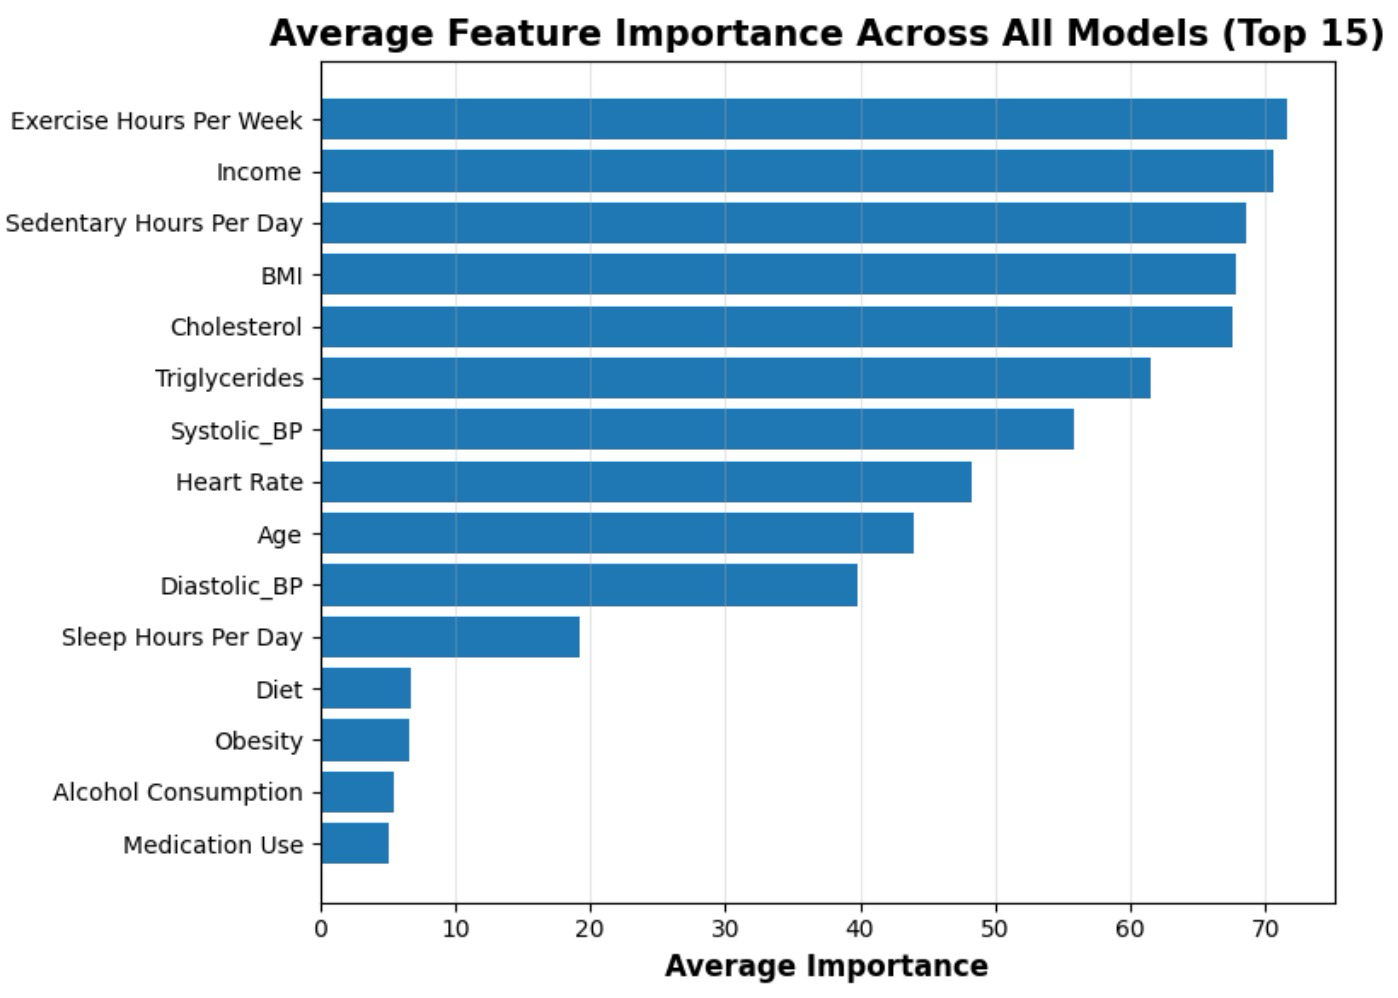 Average Feature Importance Across All Models (Top 15)
Exercise Hours Per Week
Income
Sedentary Hours Per Day
BMI
Cholesterol
Triglycerides
Systolic_BP
Heart Rate
Age
Diastolic_BP
Sleep Hours Per Day
Diet
Obesity
Alcohol Consumption
Medication Use
0 10 20 30 40 50 60 70
Average Importance